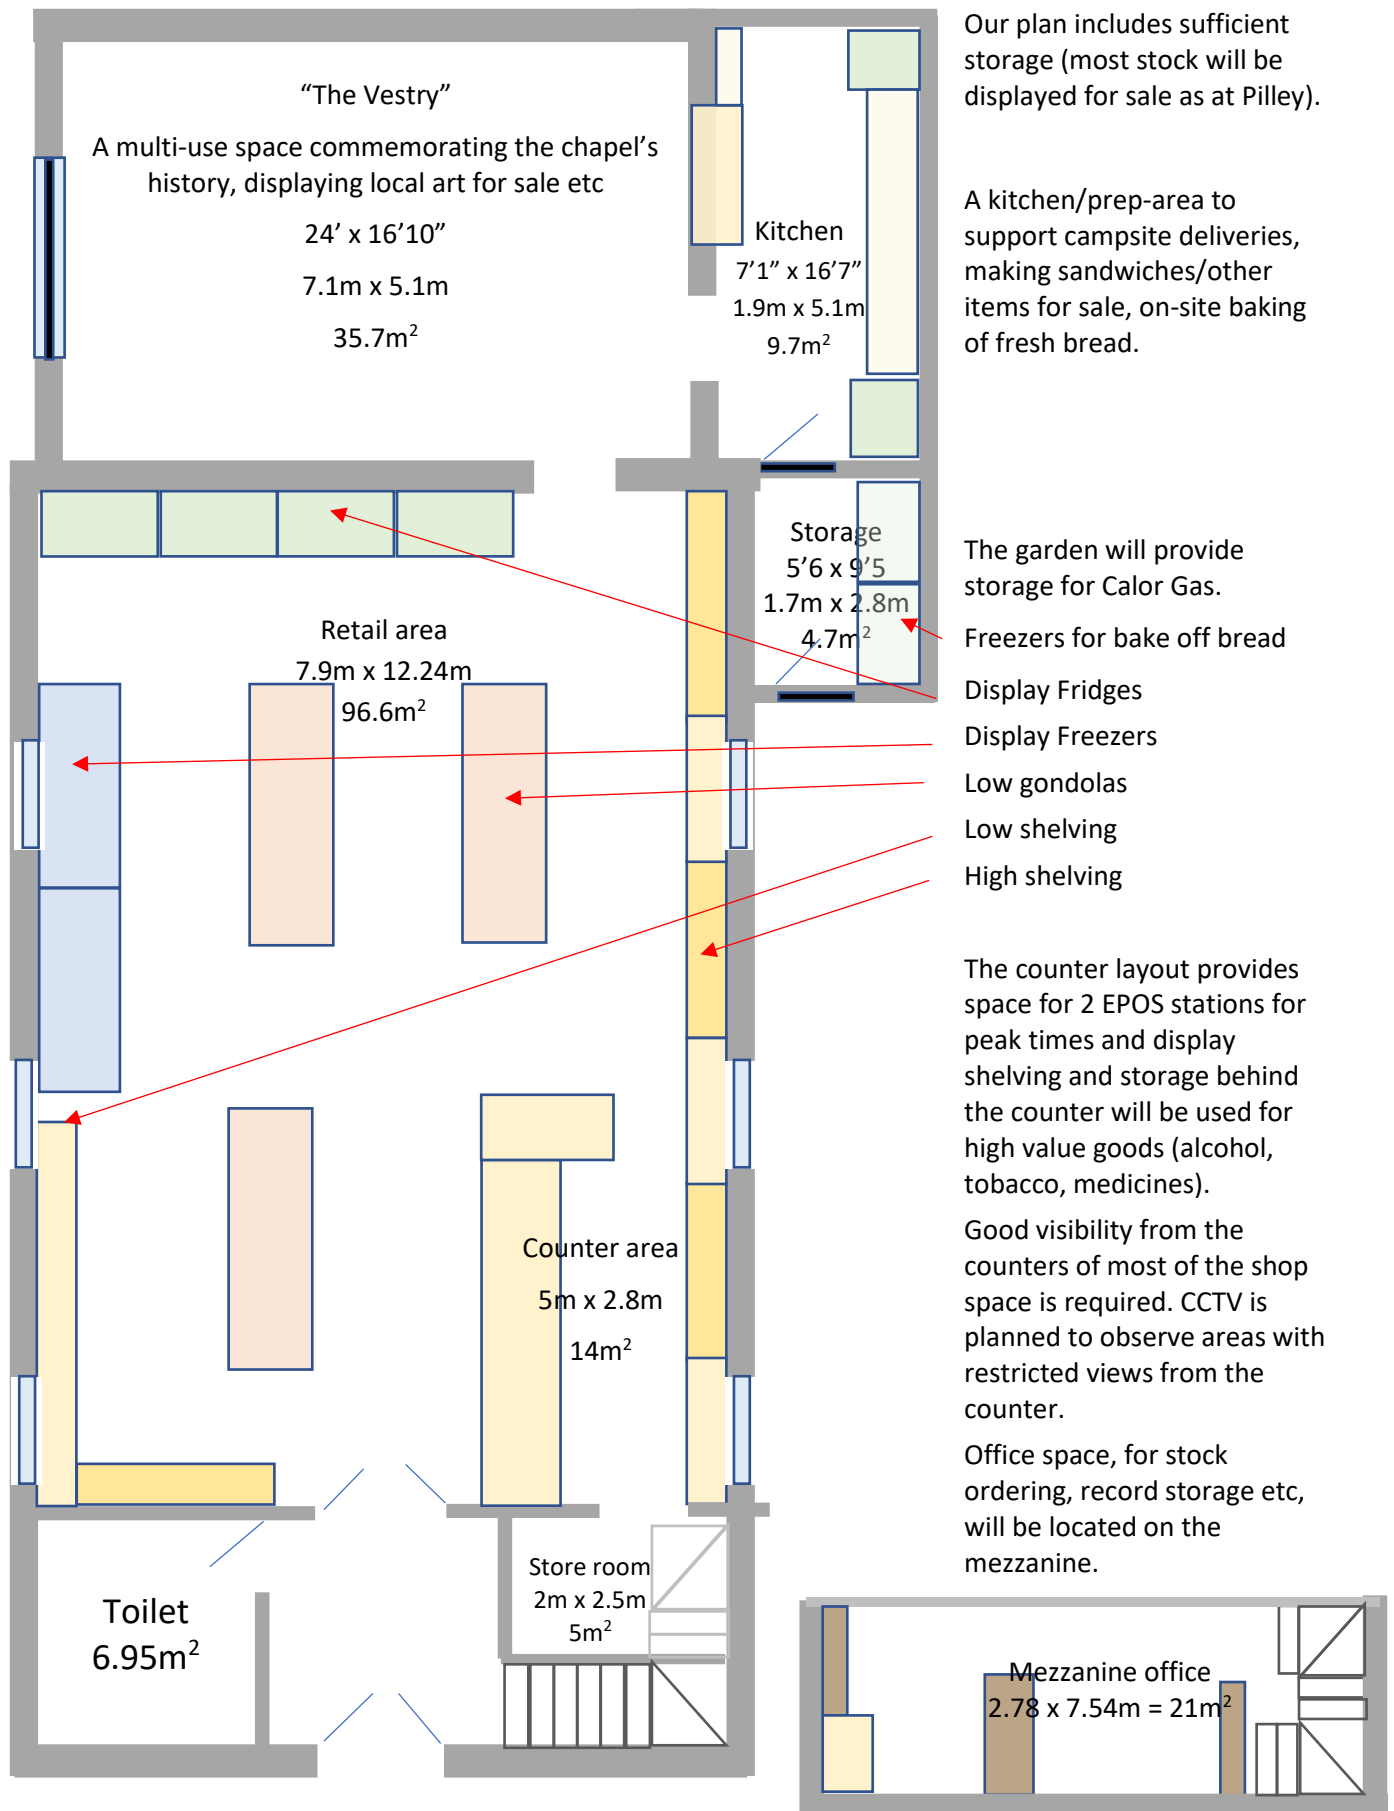 “The Vestry”
A multi-use space commemorating the chapel’s
history, displaying local art for sale etc
24’ x 16’10”
7.1m x 5.1m
35.7m²
Kitchen
7’1” x 16’7”
1.9m x 5.1m
9.7m²
Storage
5’6 x 9’5
1.7m x 2.8m
4.7m²
Retail area
7.9m x 12.24m
96.6m²
Counter area
5m x 2.8m
14m²
Store room
2m x 2.5m
5m²
Toilet
6.95m²
Our plan includes sufficient
storage (most stock will be
displayed for sale as at Pilley).
A kitchen/prep-area to
support campsite deliveries,
making sandwiches/other
items for sale, on-site baking
of fresh bread.
The garden will provide
storage for Calor Gas.
Freezers for bake off bread
Display Fridges
Display Freezers
Low gondolas
Low shelving
High shelving
The counter layout provides
space for 2 EPOS stations for
peak times and display
shelving and storage behind
the counter will be used for
high value goods (alcohol,
tobacco, medicines).
Good visibility from the
counters of most of the shop
space is required. CCTV is
planned to observe areas with
restricted views from the
counter.
Office space, for stock
ordering, record storage etc,
will be located on the
mezzanine.
Mezzanine office
2.78 x 7.54m = 21m²